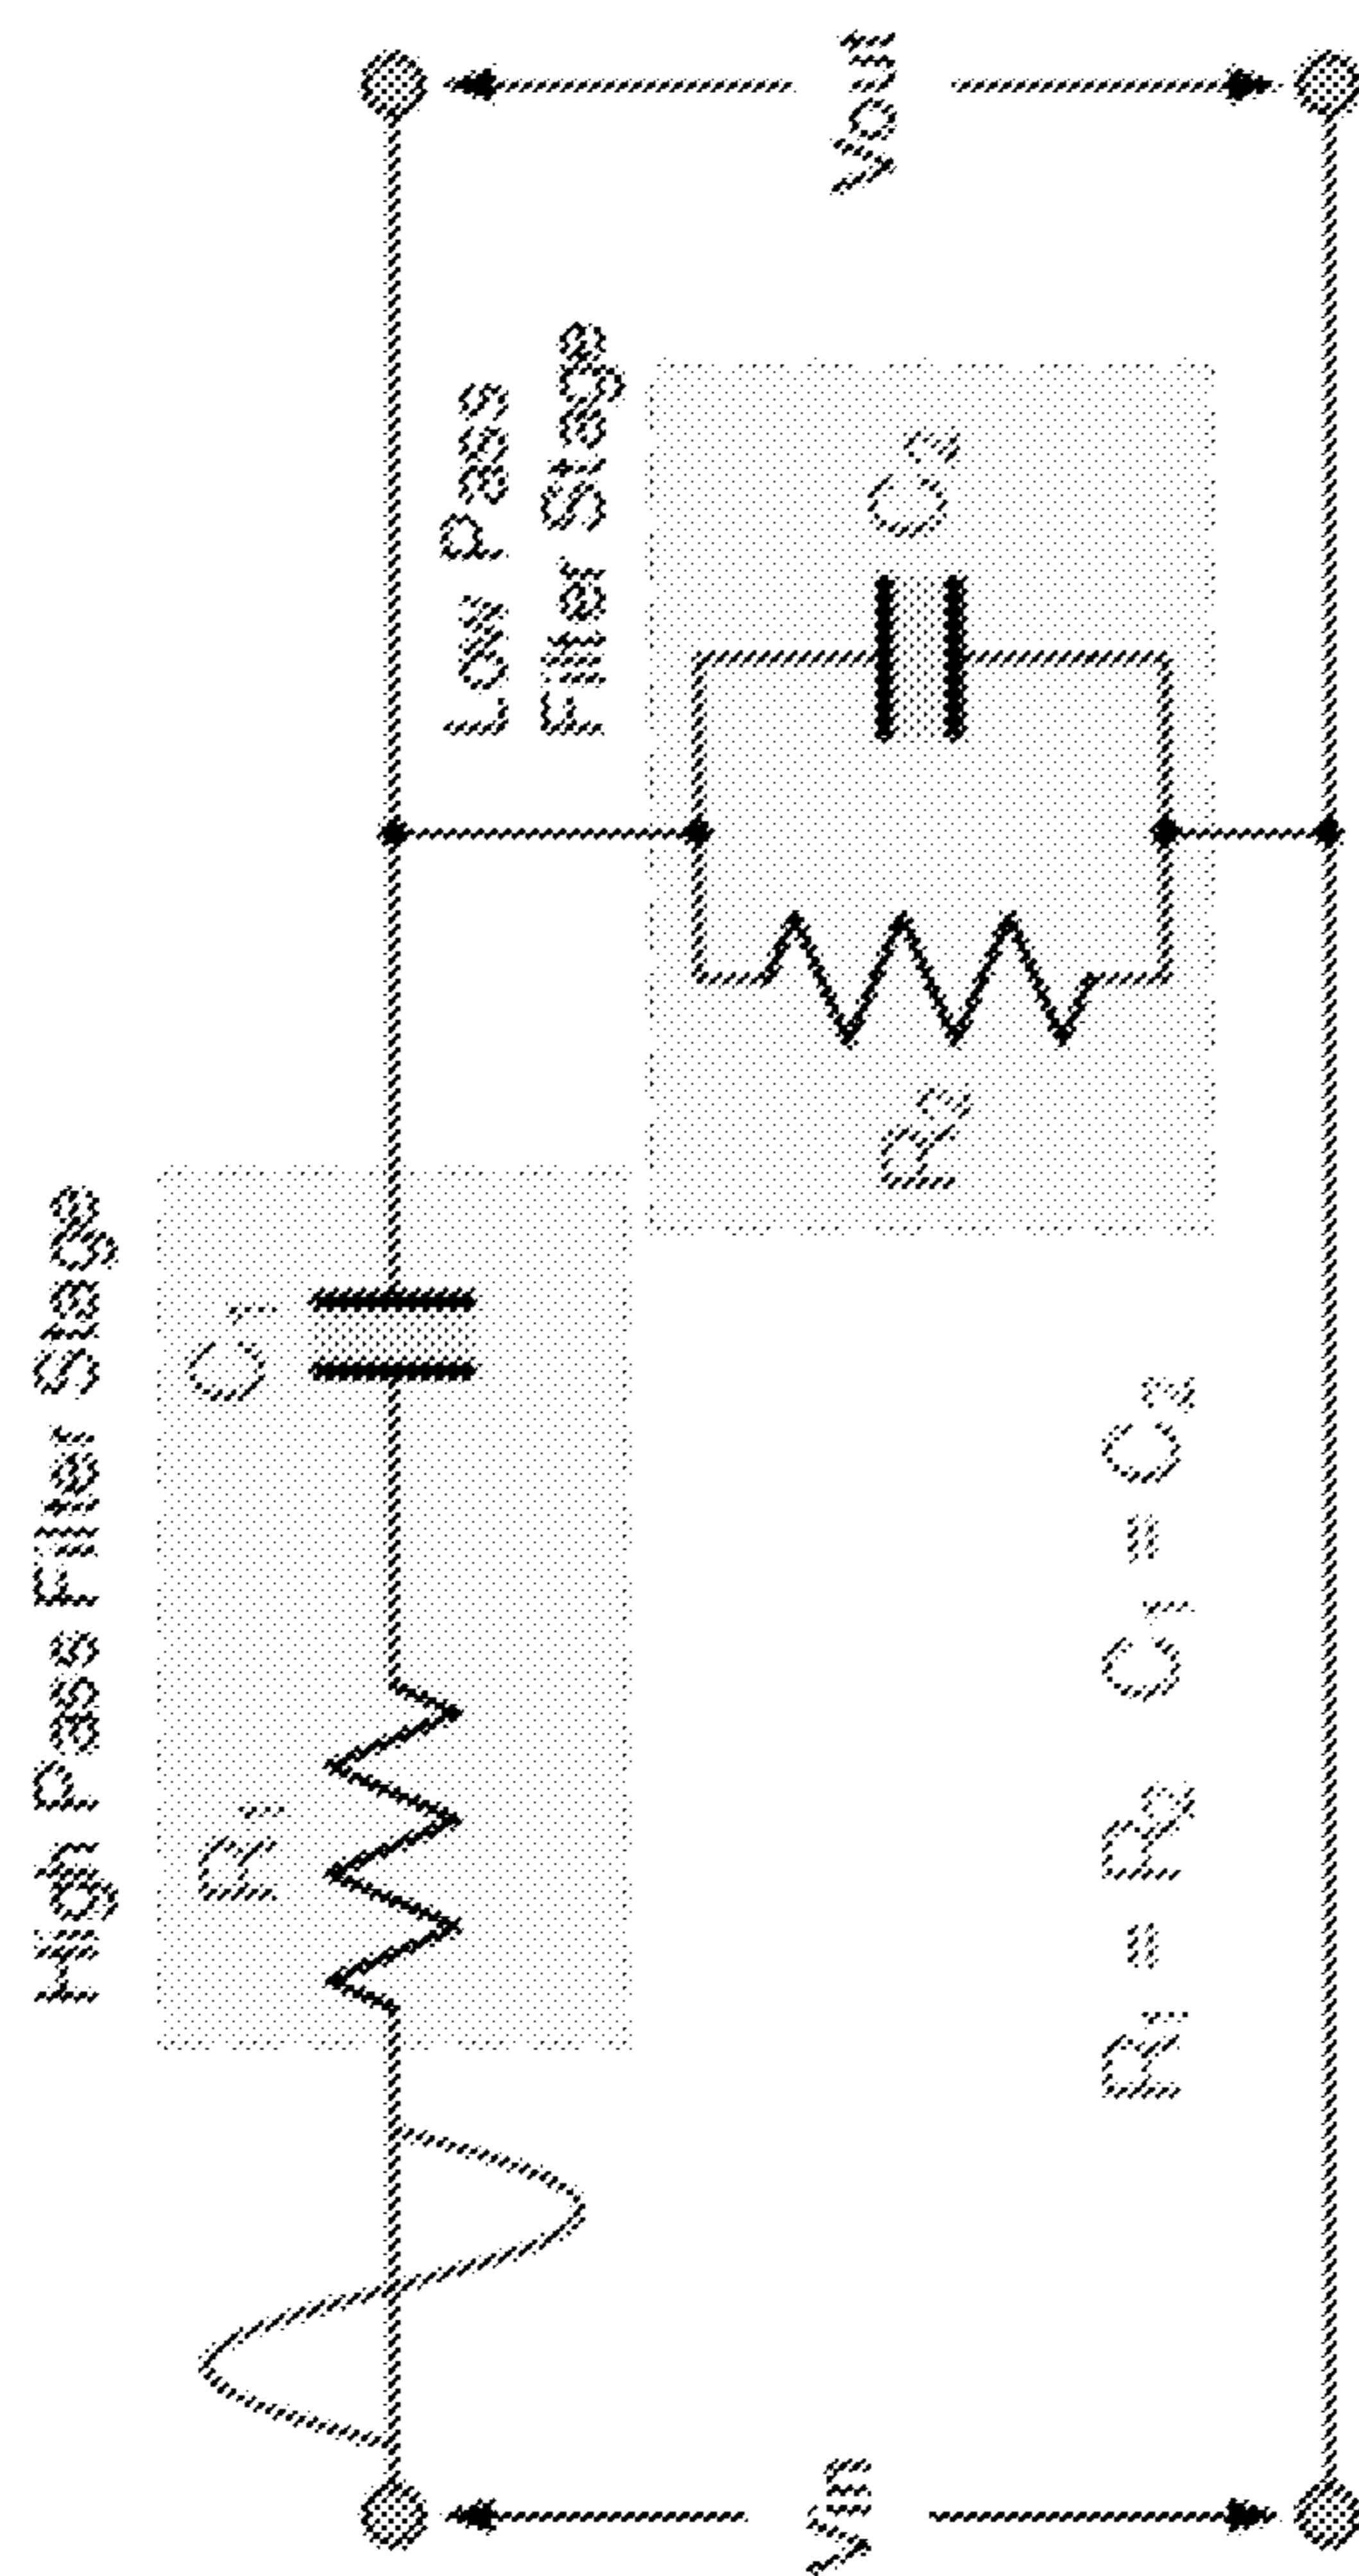 High Pass Filter Stage
R₁
C₁
Low Pass
Filter Stage
R₂
C₂
Vin
Vout
R₁ = R₂ C₁ = C₂